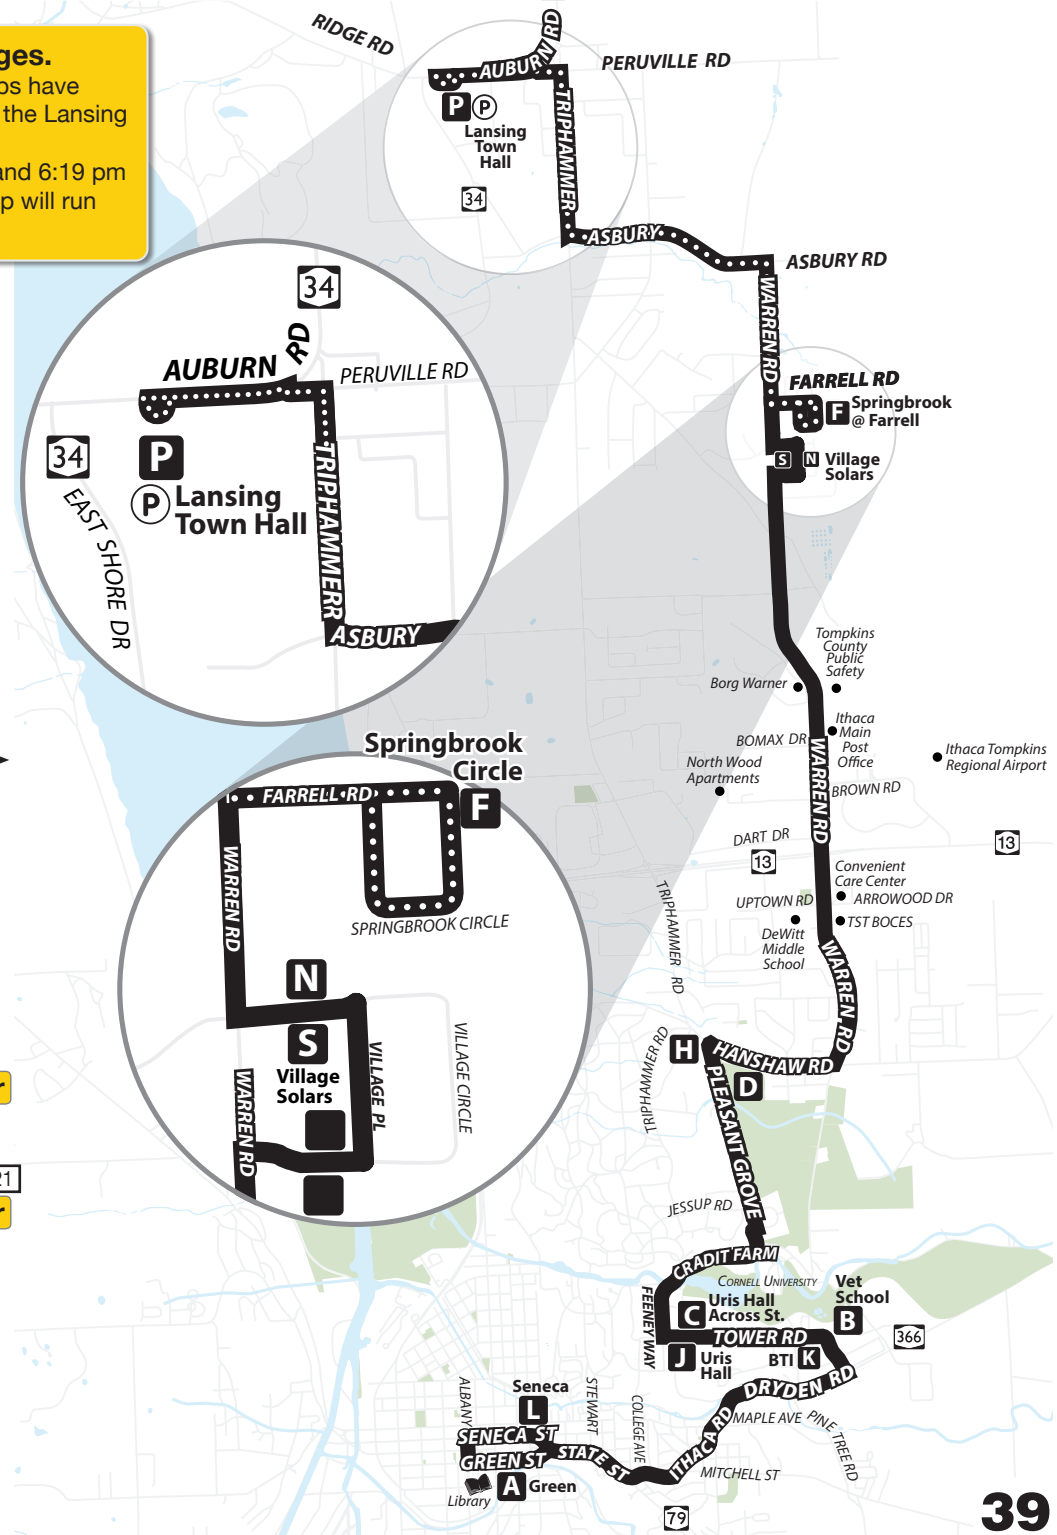 ges.
ps have
the Lansing
and 6:19 pm
p will run
RIDGE RD
AUBURN RD
PERUVILLE RD
P P
Lansing
Town
Hall
TRIPHAMMER
34
ASBURY
ASBURY RD
WARREN RD
FARRELL RD
F Springbrook
@ Farrell
S N Village
Solars
34
AUBURN RD
PERUVILLE RD
34
P
P Lansing
Town Hall
TRIPHAMMERR
EAST SHORE DR
ASBURY
Tompkins
County
Public
Safety
Borg Warner
Ithaca
Main
Post
Office
BOMAX DR
WARREN RD
North Wood
Apartments
Ithaca Tompkins
Regional Airport
BROWN RD
DART DR
13
13
Convenient
Care Center
UPTOWN RD
ARROWOOD DR
TST BOCES
DeWitt
Middle
School
TRIPHAMMER RD
WARREN RD
Springbrook
Circle
F
FARRELL RD
WARREN RD
SPRINGBROOK CIRCLE
N
S
Village
Solars
VILLAGE PL
VILLAGE CIRCLE
WARREN RD
r
21
r
H
HANSHAW RD
D
TRIPHAMMER RD
PLEASANT GROVE
JESSUP RD
CRADIT FARM
CORNELL UNIVERSITY
FEENEY WAY
C Uris Hall
Across St.
Vet
School
B
TOWER RD
366
J Uris
Hall
BTI K
DRYDEN RD
MAPLE AVE
PINE TREE RD
ITHACA RD
MITCHELL ST
COLLEGE AVE
STEWART
ALBANY
Seneca
L
SENECA ST
GREEN ST
STATE ST
A Green
Library
79
39